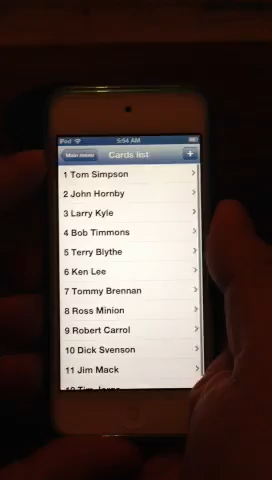 iPod 5:54 AM
Main menu Cards list +
1 Tom Simpson
2 John Hornby
3 Larry Kyle
4 Bob Timmons
5 Terry Blythe
6 Ken Lee
7 Tommy Brennan
8 Ross Minion
9 Robert Carrol
10 Dick Svenson
11 Jim Mack
12 Tim